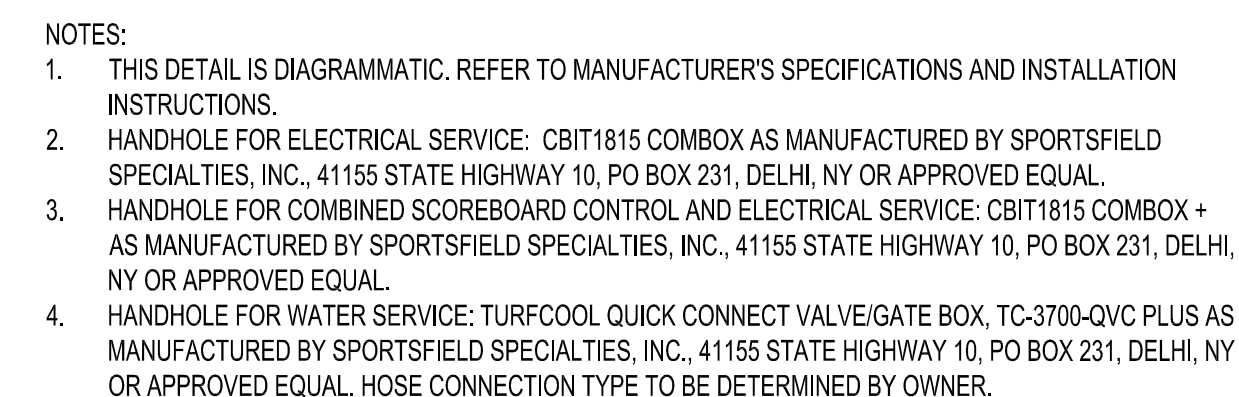 NOTES:
1. THIS DETAIL IS DIAGRAMMATIC. REFER TO MANUFACTURER'S SPECIFICATIONS AND INSTALLATION
INSTRUCTIONS.
2. HANDHOLE FOR ELECTRICAL SERVICE: CBIT1815 COMBOX AS MANUFACTURED BY SPORTSFIELD
SPECIALTIES, INC., 41155 STATE HIGHWAY 10, PO BOX 231, DELHI, NY OR APPROVED EQUAL.
3. HANDHOLE FOR COMBINED SCOREBOARD CONTROL AND ELECTRICAL SERVICE: CBIT1815 COMBOX +
AS MANUFACTURED BY SPORTSFIELD SPECIALTIES, INC., 41155 STATE HIGHWAY 10, PO BOX 231, DELHI,
NY OR APPROVED EQUAL.
4. HANDHOLE FOR WATER SERVICE: TURFCOOL QUICK CONNECT VALVE/GATE BOX, TC-3700-QVC PLUS AS
MANUFACTURED BY SPORTSFIELD SPECIALTIES, INC., 41155 STATE HIGHWAY 10, PO BOX 231, DELHI, NY
OR APPROVED EQUAL. HOSE CONNECTION TYPE TO BE DETERMINED BY OWNER.